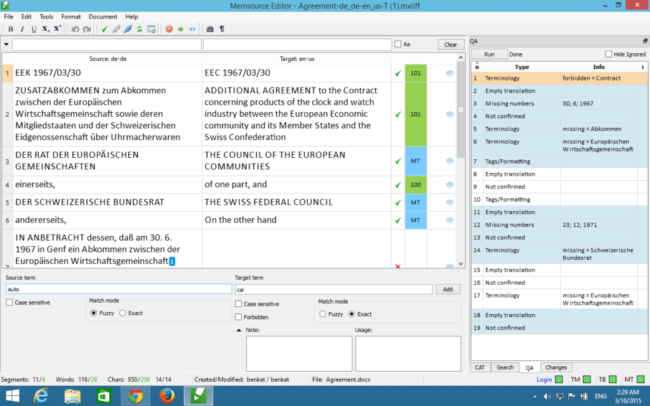 Memsource Editor - Agreement-de_de-en_us-T (1).mxliff
File Edit Tools Format Document Help
B I U X₂ X²
Aa Clear
Source: de-de Target: en-us
1 EEK 1967/03/30 EEC 1967/03/30 101
2 ZUSATZABKOMMEN zum Abkommen zwischen der Europäischen Wirtschaftsgemeinschaft sowie deren Mitgliedstaaten und der Schweizerischen Eidgenossenschaft über Uhrmacherwaren
ADDITIONAL AGREEMENT to the Contract concerning products of the clock and watch industry between the European Economic community and its Member States and the Swiss Confederation
101
3 DER RAT DER EUROPÄISCHEN GEMEINSCHAFTEN
THE COUNCIL OF THE EUROPEAN COMMUNITIES
MT
4 einerseits, of one part, and 100
5 DER SCHWEIZERISCHE BUNDESRAT THE SWISS FEDERAL COUNCIL MT
6 andererseits, On the other hand MT
IN ANBETRACHT dessen, daß am 30. 6.
1967 in Genf ein Abkommen zwischen der
Europäischen Wirtschaftsgemeinschaft 1
7
Source term Target term
auto car Add
Case sensitive Match mode Fuzzy Exact
Case sensitive Forbidden Match mode Fuzzy Exact
Note: Usage:
QA
Run Done Hide Ignored
n Type Info i
1 Terminology forbidden = Contract
2 Empty translation
3 Missing numbers 30; 6; 1967
4 Not confirmed
5 Terminology missing = Abkommen
6 Terminology missing = Europäischen Wirtschaftsgemeinschaft
7 Tags/Formatting
8 Empty translation
9 Not confirmed
10 Tags/Formatting
11 Empty translation
12 Missing numbers 23; 12; 1971
13 Not confirmed
14 Terminology missing = Schweizerische Bundesrat
15 Empty translation
16 Not confirmed
17 Terminology missing = Europäischen Wirtschaftsgemeinschaft
18 Empty translation
19 Not confirmed
CAT Search QA Changes
Segments: 11/6 Words: 116/28 Chars: 850/250 14/14 Created/Modified: benkat / benkat File: Agreement.docx
Login TM TB MT
ENG 2:29 AM
3/10/2015